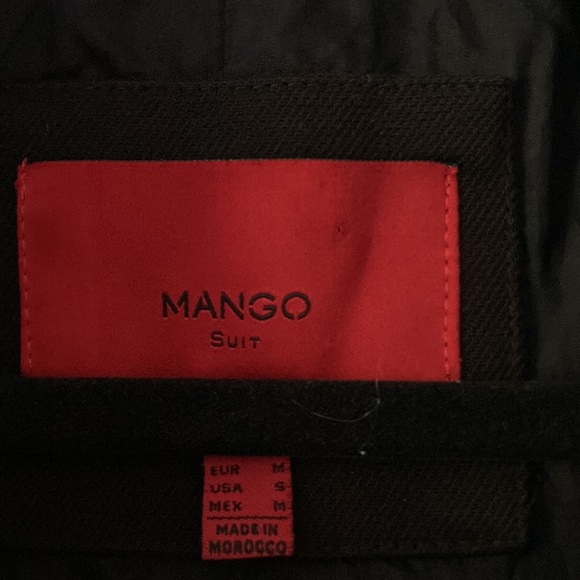 MANGO
SUIT
EUR M
USA S
MEX M
MADE IN
MOROCCO